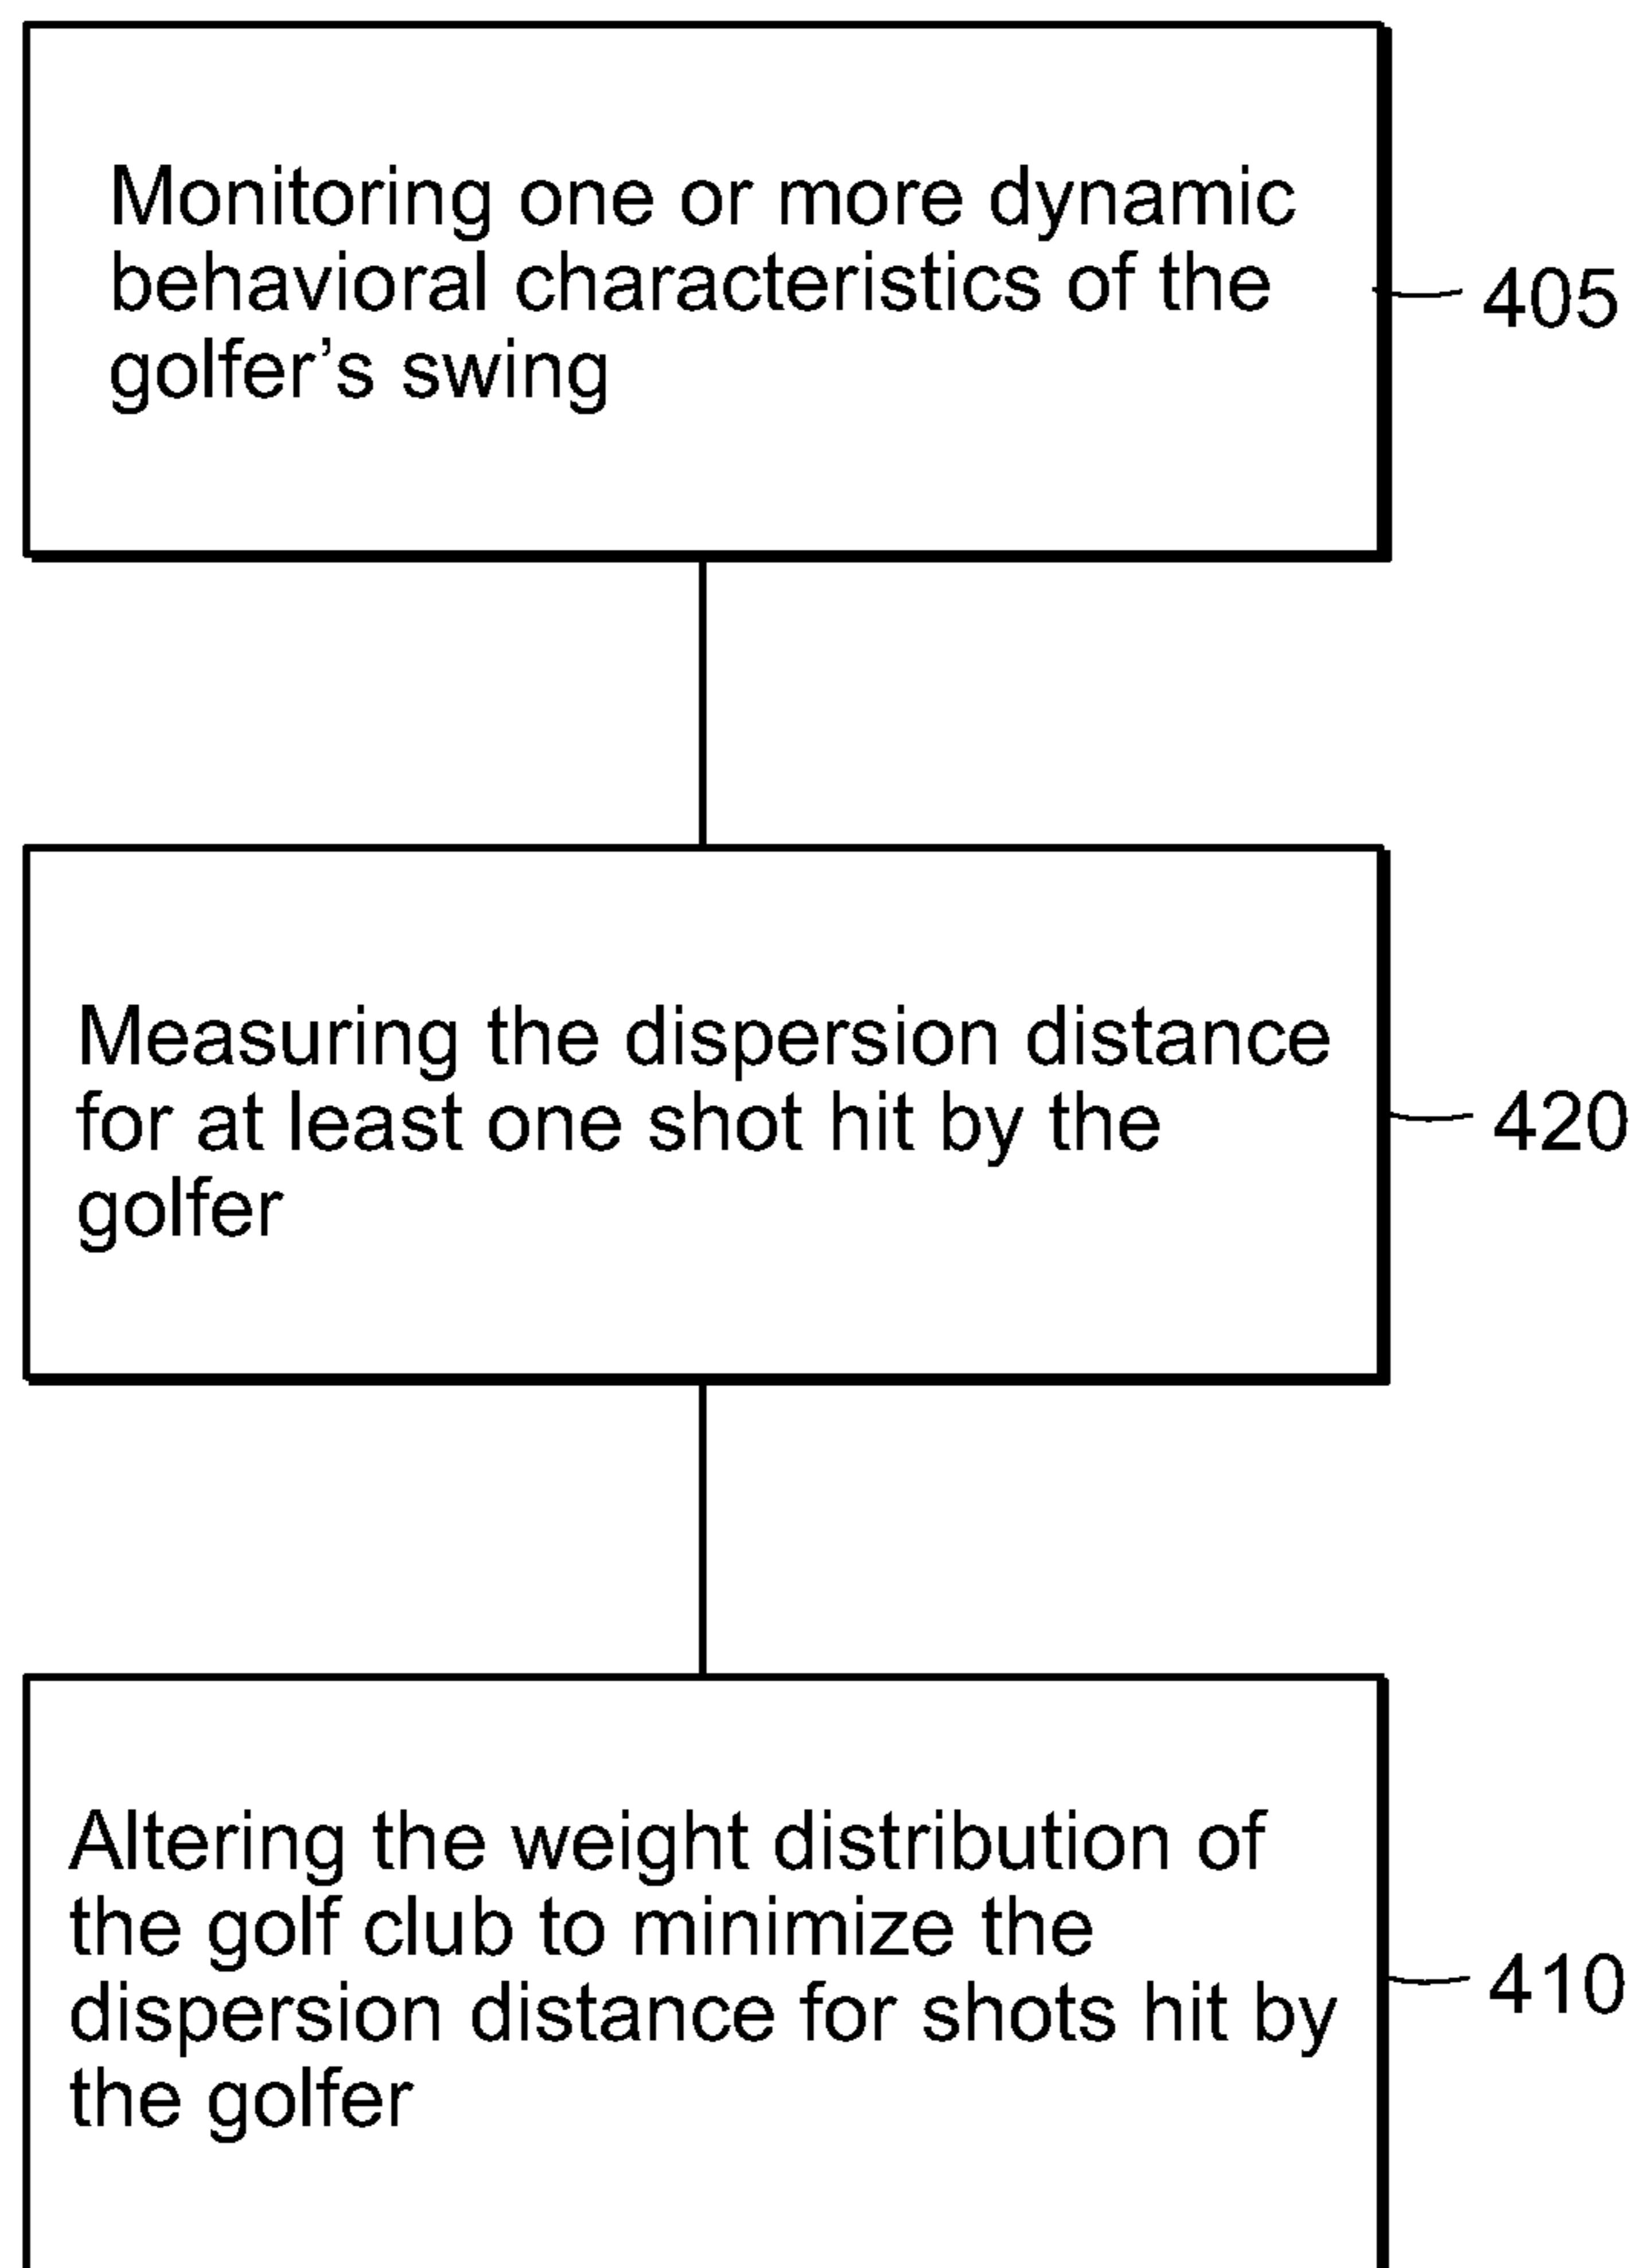 Monitoring one or more dynamic
behavioral characteristics of the
golfer’s swing
405
Measuring the dispersion distance
for at least one shot hit by the
golfer
420
Altering the weight distribution of
the golf club to minimize the
dispersion distance for shots hit by
the golfer
410